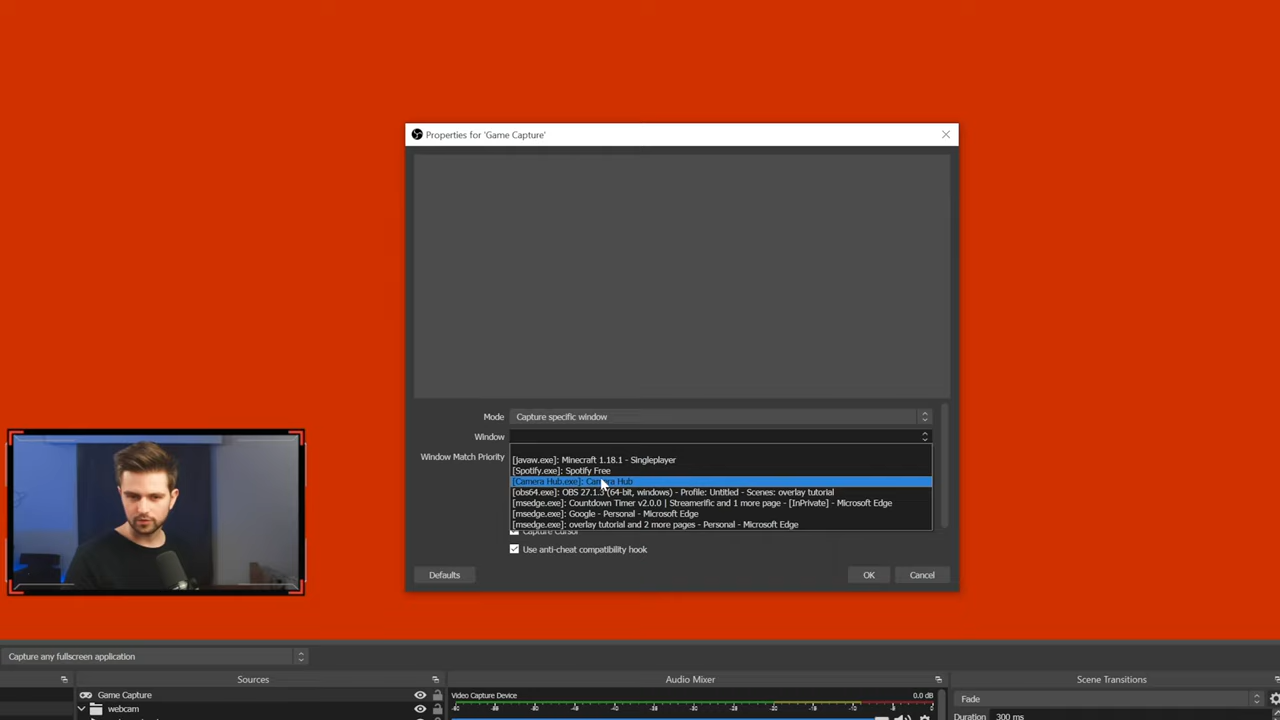 Properties for 'Game Capture'
Mode
Capture specific window
Window
Window Match Priority
[javaw.exe]: Minecraft 1.18.1 - Singleplayer
[Spotify.exe]: Spotify Free
[Camera Hub.exe]: Camera Hub
[obs64.exe]: OBS 27.1.3 (64-bit, windows) - Profile: Untitled - Scenes: overlay tutorial
[msedge.exe]: Countdown Timer v2.0.0 | Streamerific and 1 more page - [InPrivate] - Microsoft Edge
[msedge.exe]: Google - Personal - Microsoft Edge
[msedge.exe]: overlay tutorial and 2 more pages - Personal - Microsoft Edge
Capture Cursor
Use anti-cheat compatibility hook
Defaults
OK
Cancel
Capture any fullscreen application
Sources
Audio Mixer
Scene Transitions
Game Capture
webcam
Video Capture Device
0.0 dB
Fade
Duration
300 ms